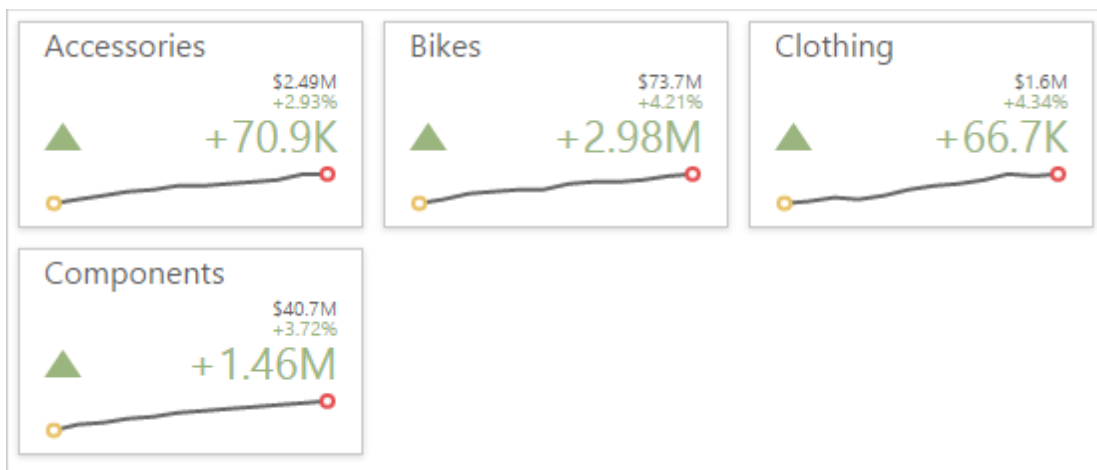 Accessories
$2.49M
+2.93%
+70.9K
Bikes
$73.7M
+4.21%
+2.98M
Clothing
$1.6M
+4.34%
+66.7K
Components
$40.7M
+3.72%
+1.46M